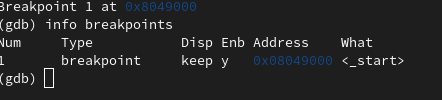 Breakpoint 1 at 0x8049000
(gdb) info breakpoints
Num Type Disp Enb Address What
1 breakpoint keep y 0x08049000 <_start>
(gdb)